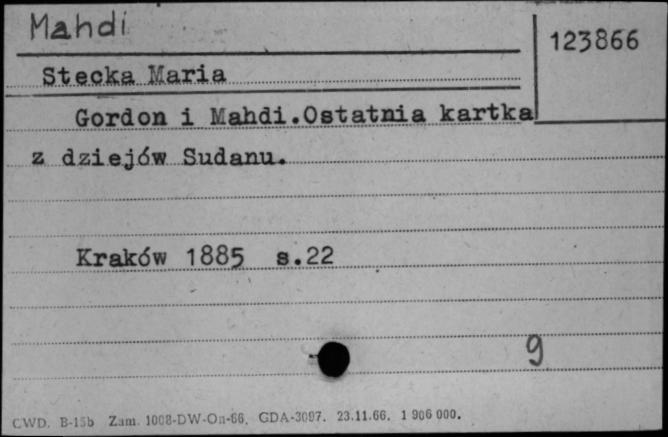 Mahdi
123866
Stecka Maria
Gordon i Mahdi.Ostatnia kartka
z dziejów Sudanu.
Kraków 1885 s.22
9
CWD. B-15b Zam. 1008-DW-On-66. GDA-3097. 23.11.66. 1 906 000.